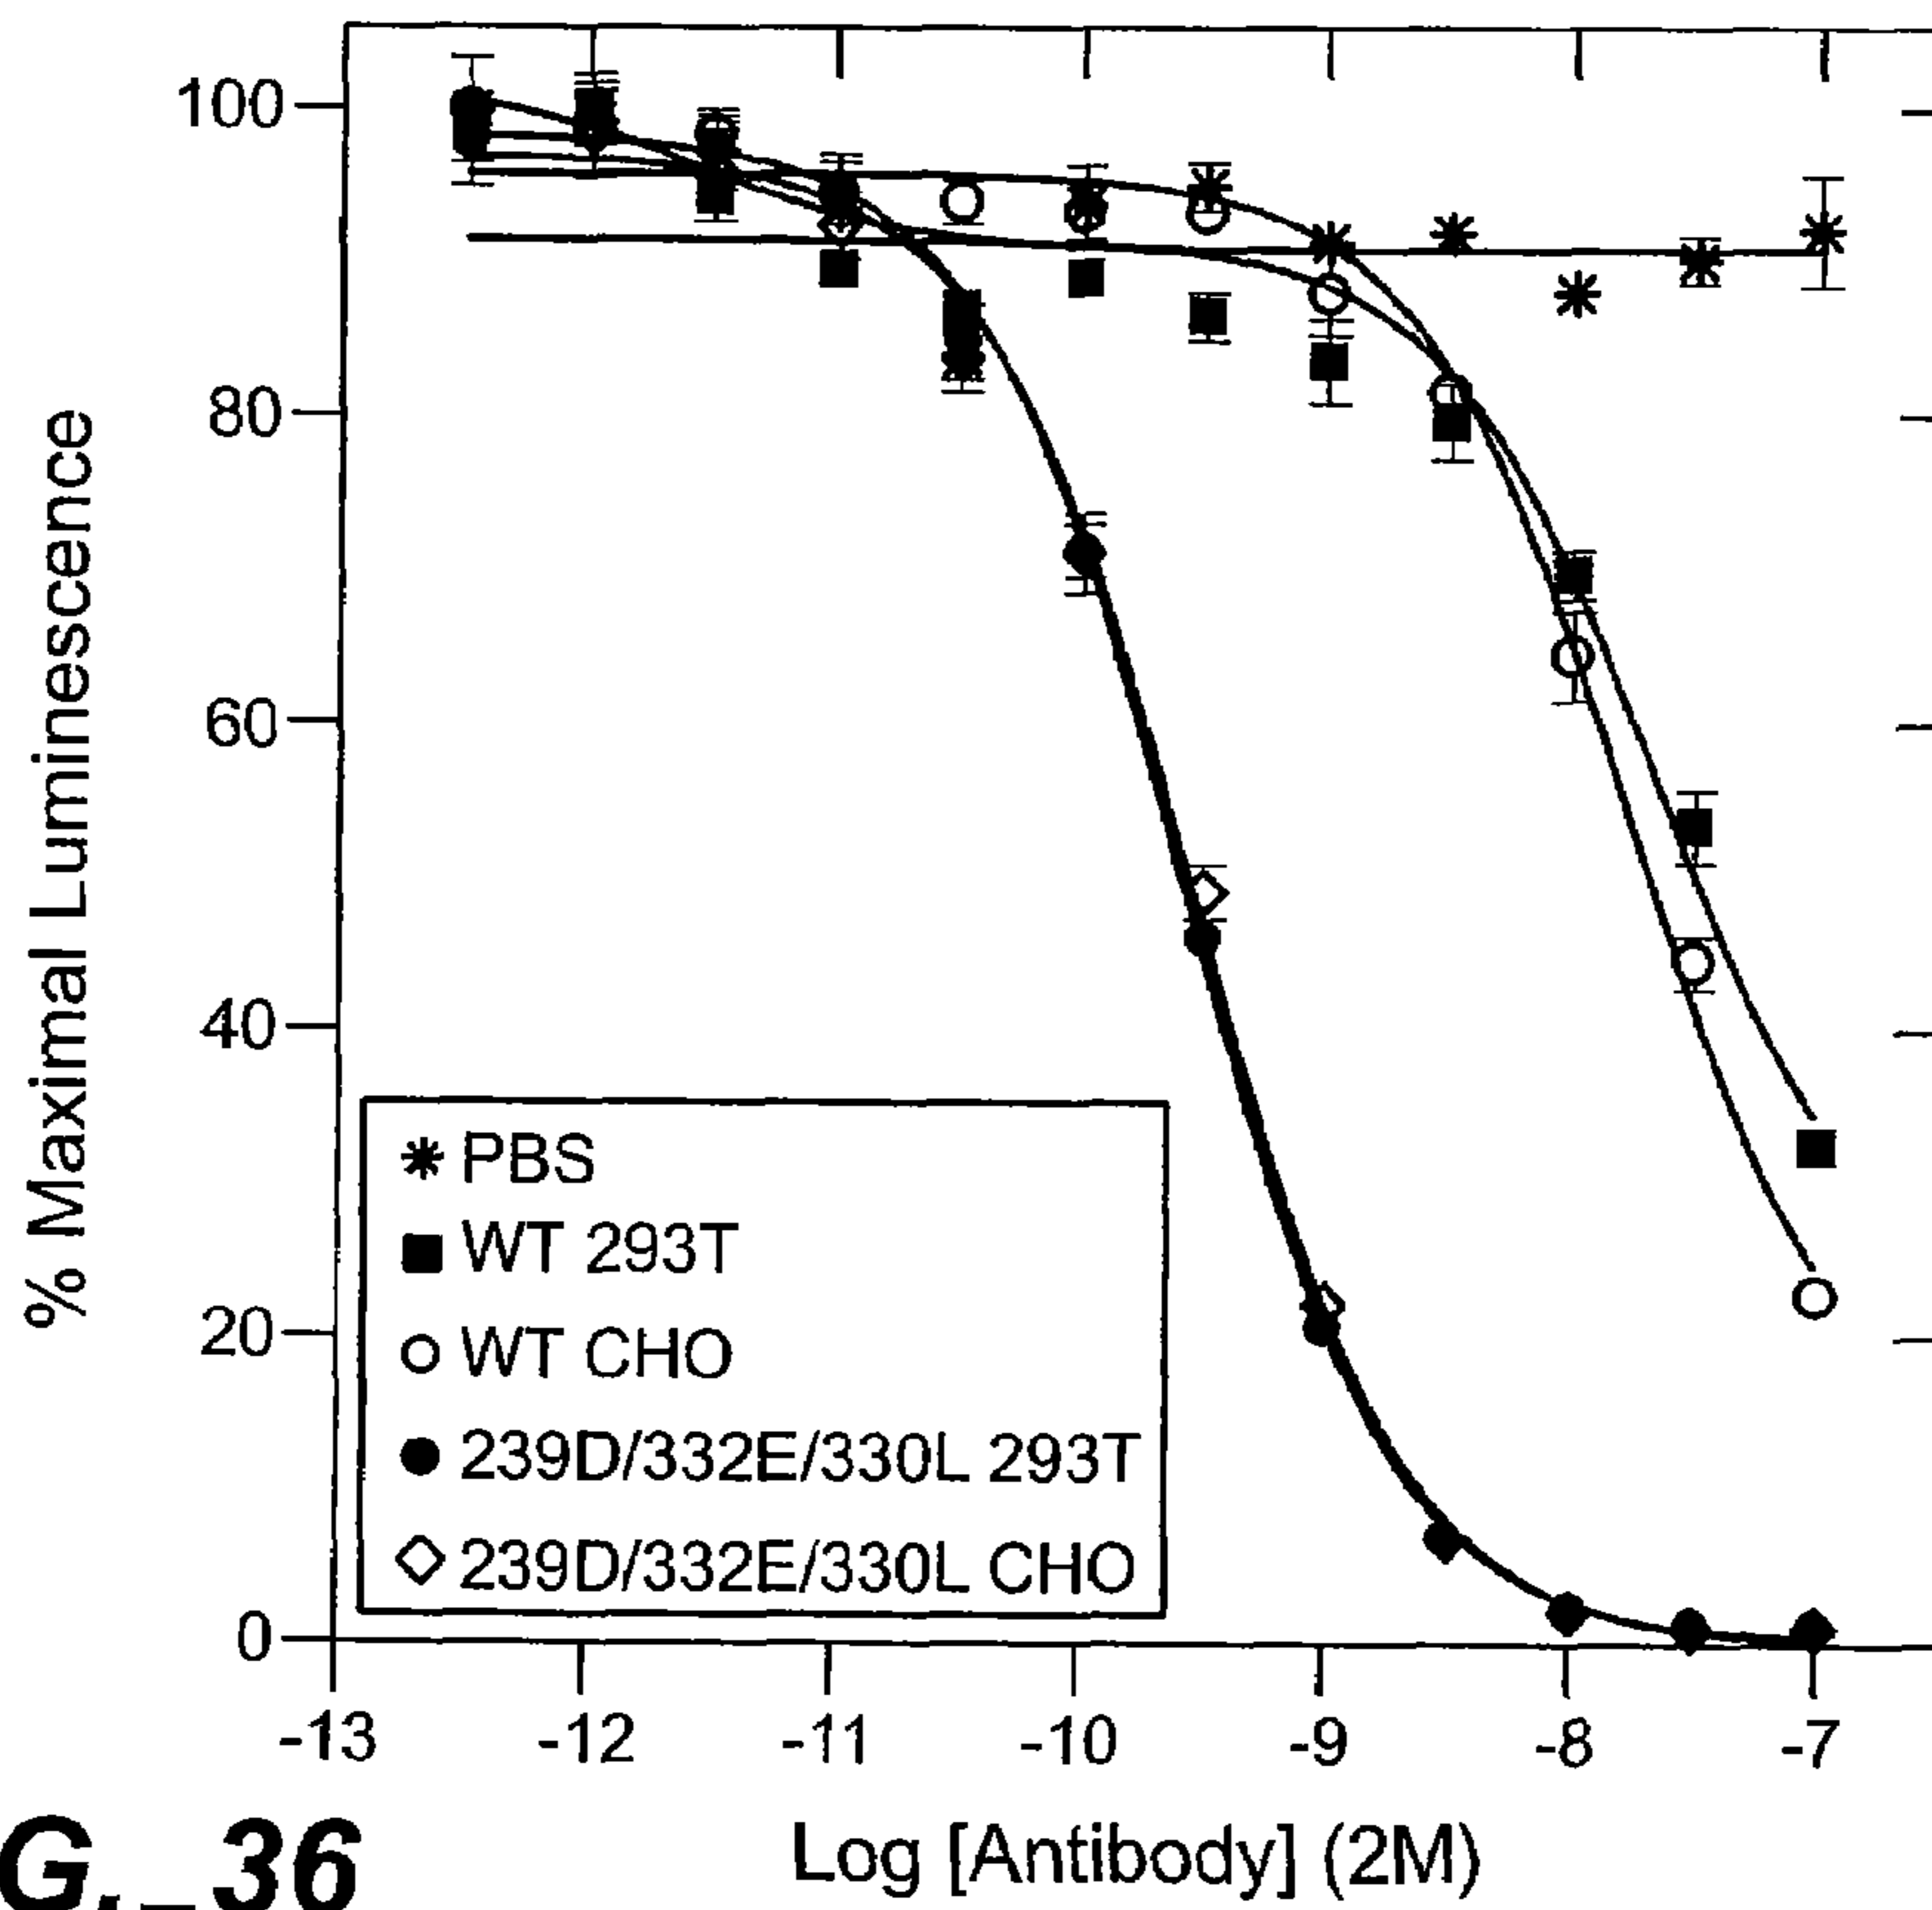 100
80
60
40
20
0
% Maximal Luminescence
PBS
WT 293T
WT CHO
239D/332E/330L 293T
239D/332E/330L CHO
-13 -12 -11 -10 -9 -8 -7
Log [Antibody] (2M)
G._36